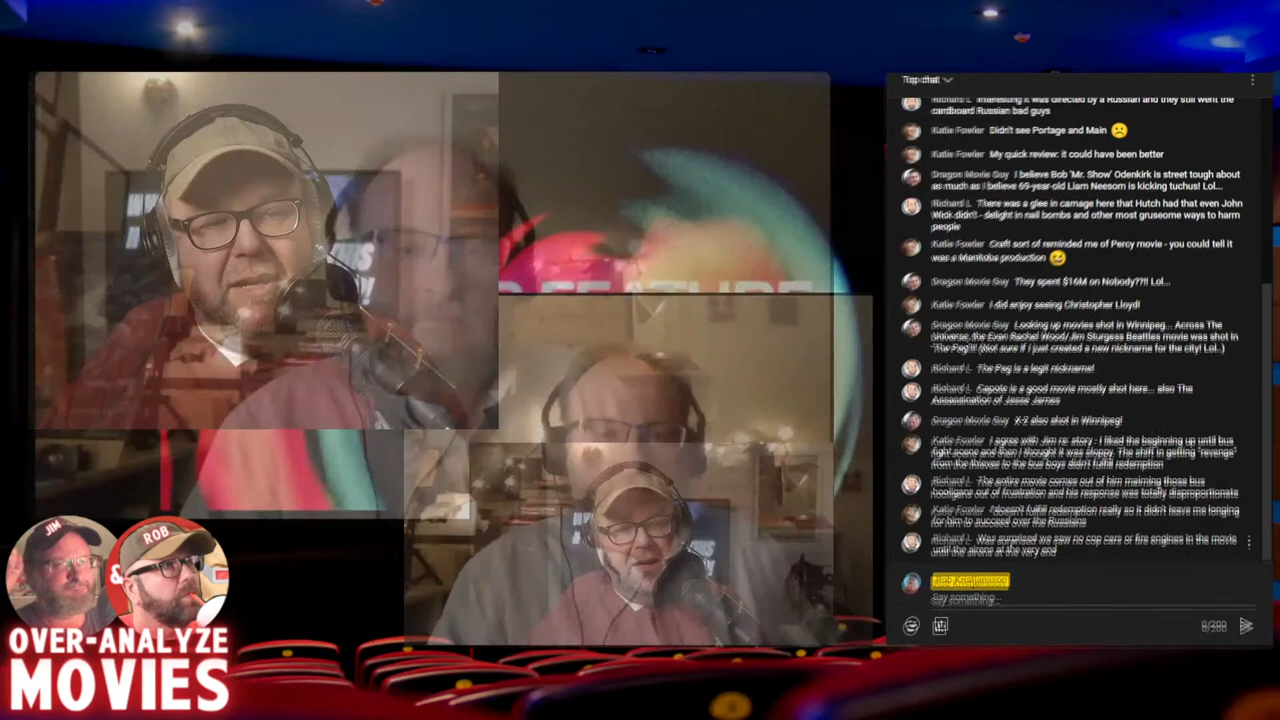 Top chat
Richard L. Interesting it was directed by a Russian and they still went the
cardboard Russian bad guys
Katie Fowler Didn't see Portage and Main
Katie Fowler My quick review: it could have been better
Dragon Movie Guy I believe Bob 'Mr. Show' Odenkirk is street tough about
as much as I believe 69-year-old Liam Neesom is kicking tuchus! Lol...
Richard L. There was a glee in carnage here that Hutch had that even John
Wick didn't - delight in nail bombs and other most gruseome ways to harm
people
Katie Fowler Craft sort of reminded me of Percy movie - you could tell it
was a Manitoba production
Dragon Movie Guy They spent $16M on Nobody??!! Lol...
Katie Fowler I did enjoy seeing Christopher Lloyd!
Dragon Movie Guy Looking up movies shot in Winnipeg... Across The
Universe, the Evan Rachel Wood/Jim Sturgess Beattles movie was shot in
'The Peg'!! (Not sure if I just created a new nickname for the city! Lol..)
Richard L. The Peg is a legit nickname!
Richard L. Capote is a good movie mostly shot here... also The
Assassination of Jesse James
Dragon Movie Guy X-2 also shot in Winnipeg!
Katie Fowler I agree with Jim re: story - I liked the beginning up until bus
fight scene and then I thought it was sloppy. The shift in getting "revenge"
from the thieves to the bus boys didn't fulfill redemption
Richard L. The entire movie comes out of him maiming those bus
hooligans out of frustration and his response was totally disproportionate
Katie Fowler *doesn't fulfill redemption really so it didn't leave me longing
for him to succeed over the Russians
Richard L. Was surprised we saw no cop cars or fire engines in the movie
until the sirens at the very end
Rob Kristjansson
Say something...
0/200
FEATURE
JIM
&
ROB
OVER-ANALYZE
MOVIES